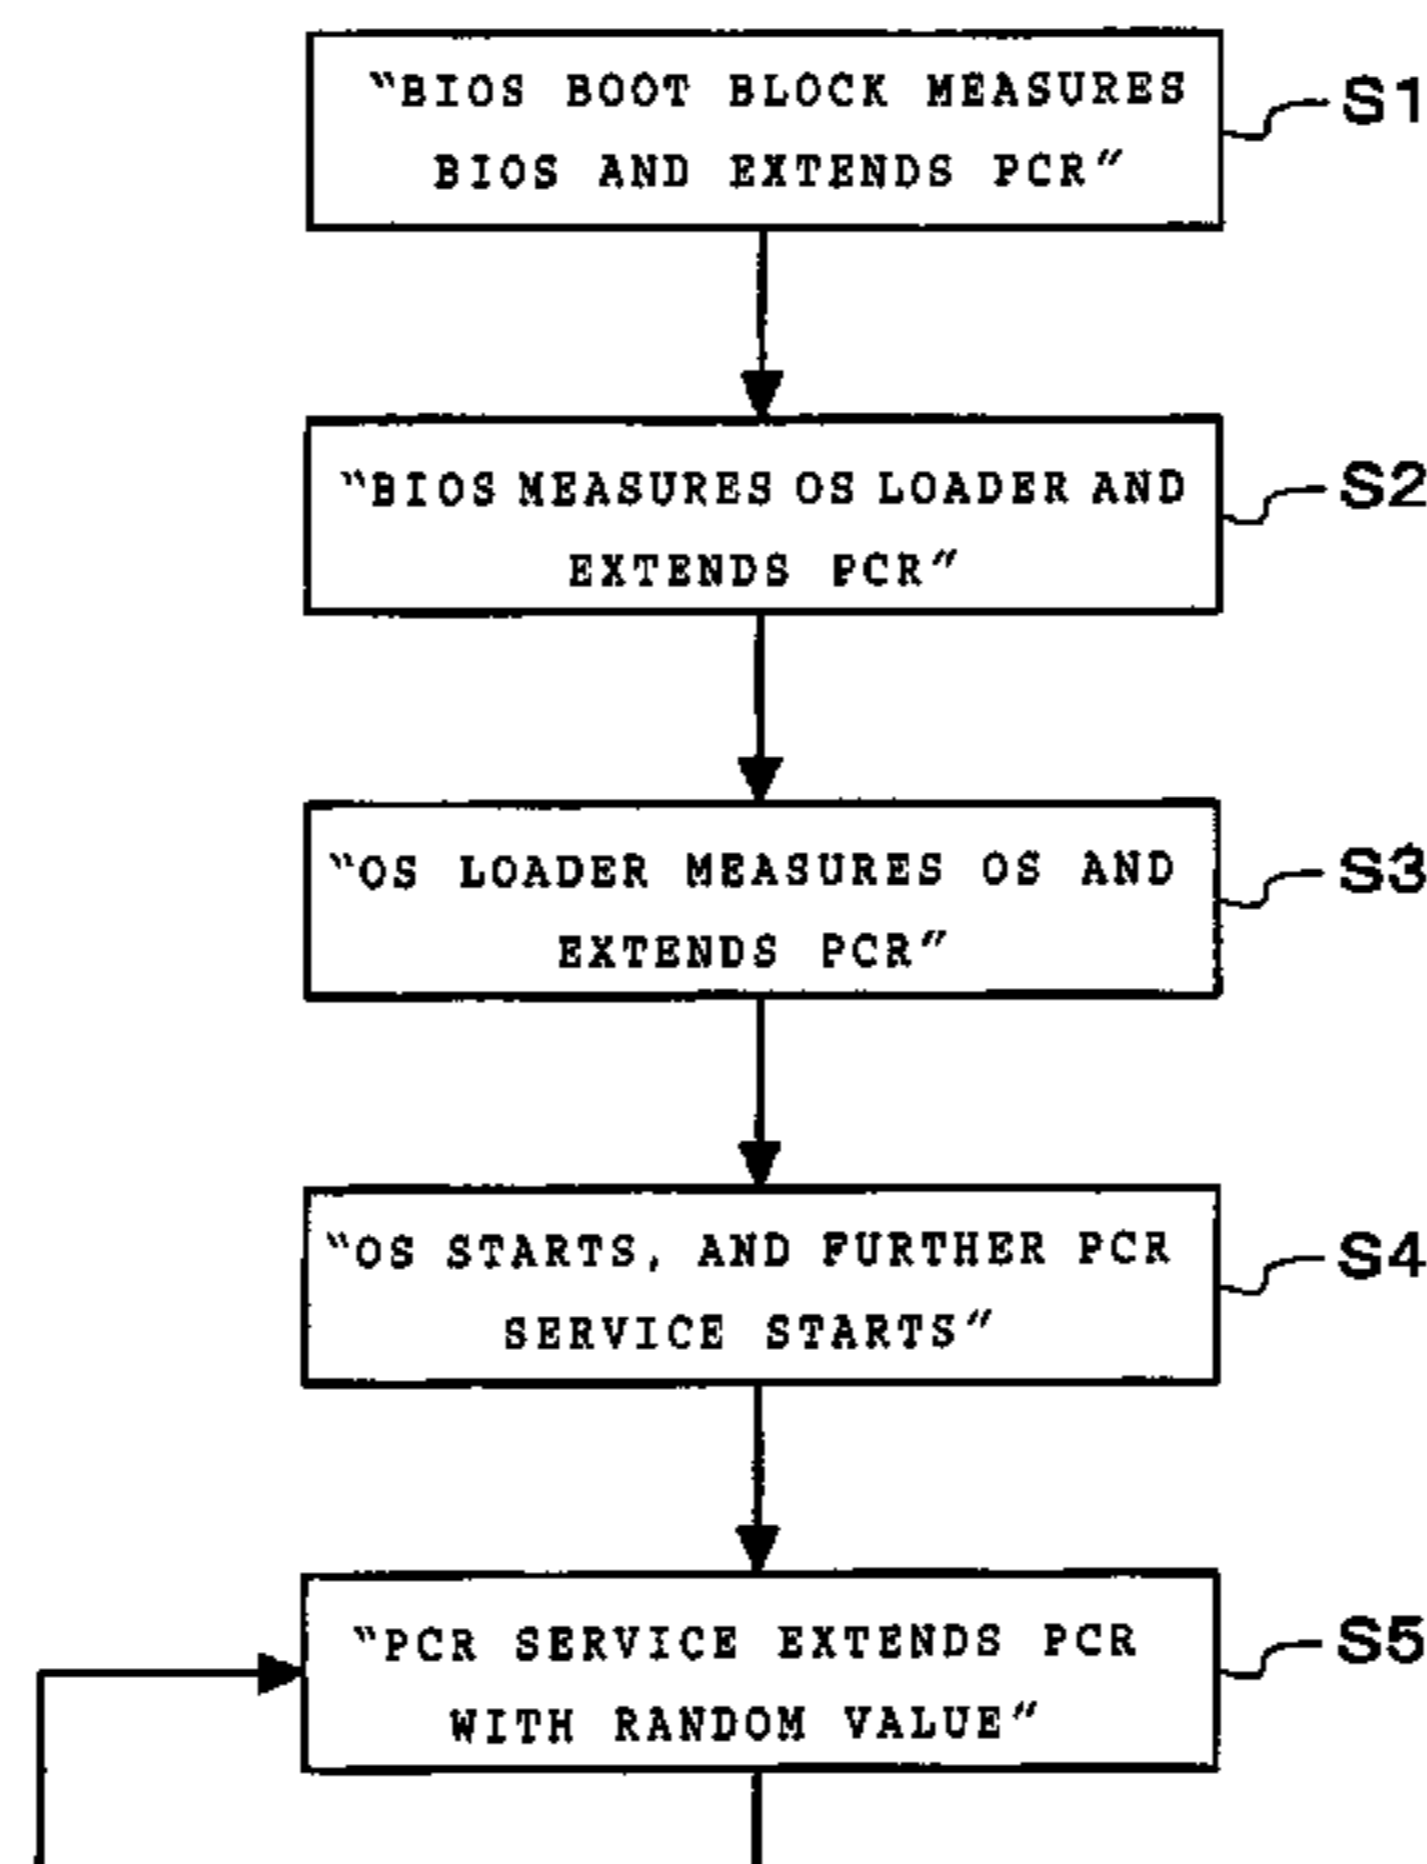 "BIOS BOOT BLOCK MEASURES
BIOS AND EXTENDS PCR"
S1
"BIOS MEASURES OS LOADER AND
EXTENDS PCR"
S2
"OS LOADER MEASURES OS AND
EXTENDS PCR"
S3
"OS STARTS, AND FURTHER PCR
SERVICE STARTS"
S4
"PCR SERVICE EXTENDS PCR
WITH RANDOM VALUE"
S5